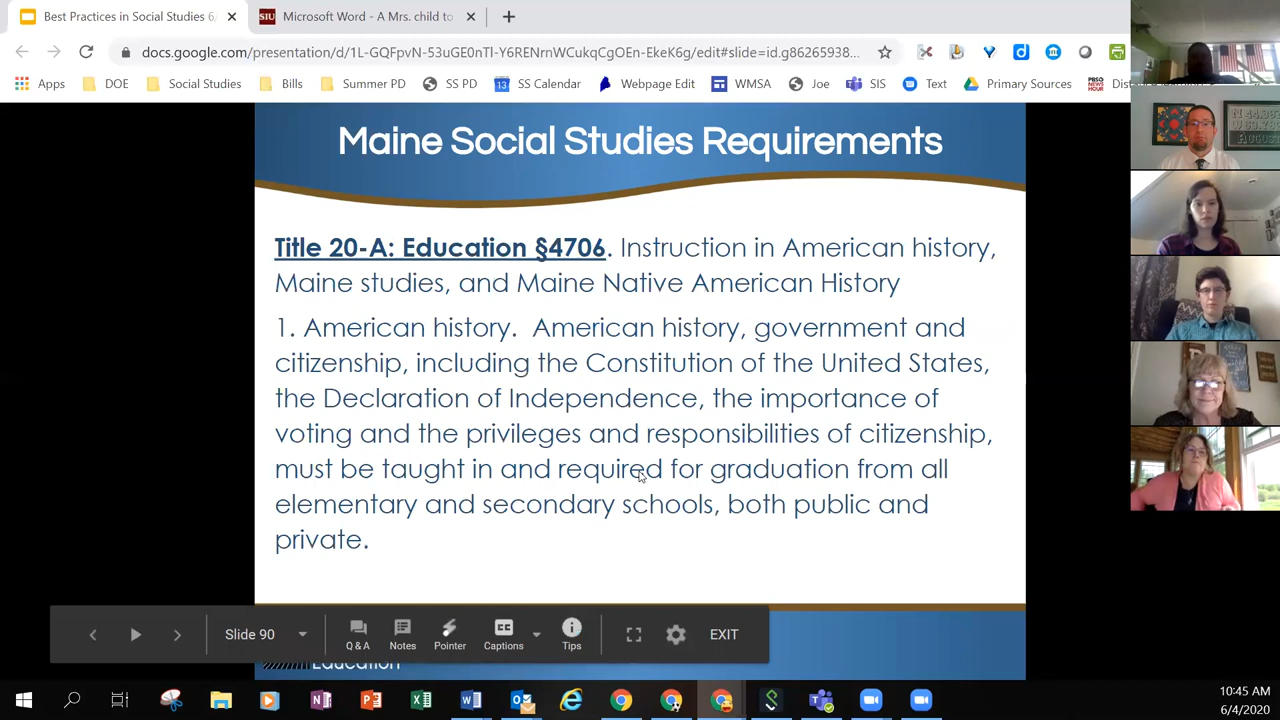 Best Practices in Social Studies 6/
Microsoft Word - A Mrs. child to
docs.google.com/presentation/d/1L-GQFpvN-53uGE0nTI-Y6RENrnWCukqCgOEn-EkeK6g/edit#slide=id.g86265938...
Apps DOE Social Studies Bills Summer PD SS PD SS Calendar Webpage Edit WMSA Joe SIS Text Primary Sources
Maine Social Studies Requirements
Title 20-A: Education §4706. Instruction in American history,
Maine studies, and Maine Native American History
1. American history. American history, government and
citizenship, including the Constitution of the United States,
the Declaration of Independence, the importance of
voting and the privileges and responsibilities of citizenship,
must be taught in and required for graduation from all
elementary and secondary schools, both public and
private.
Slide 90
Q & A Notes Pointer Captions Tips EXIT
Education
10:45 AM
6/4/2020